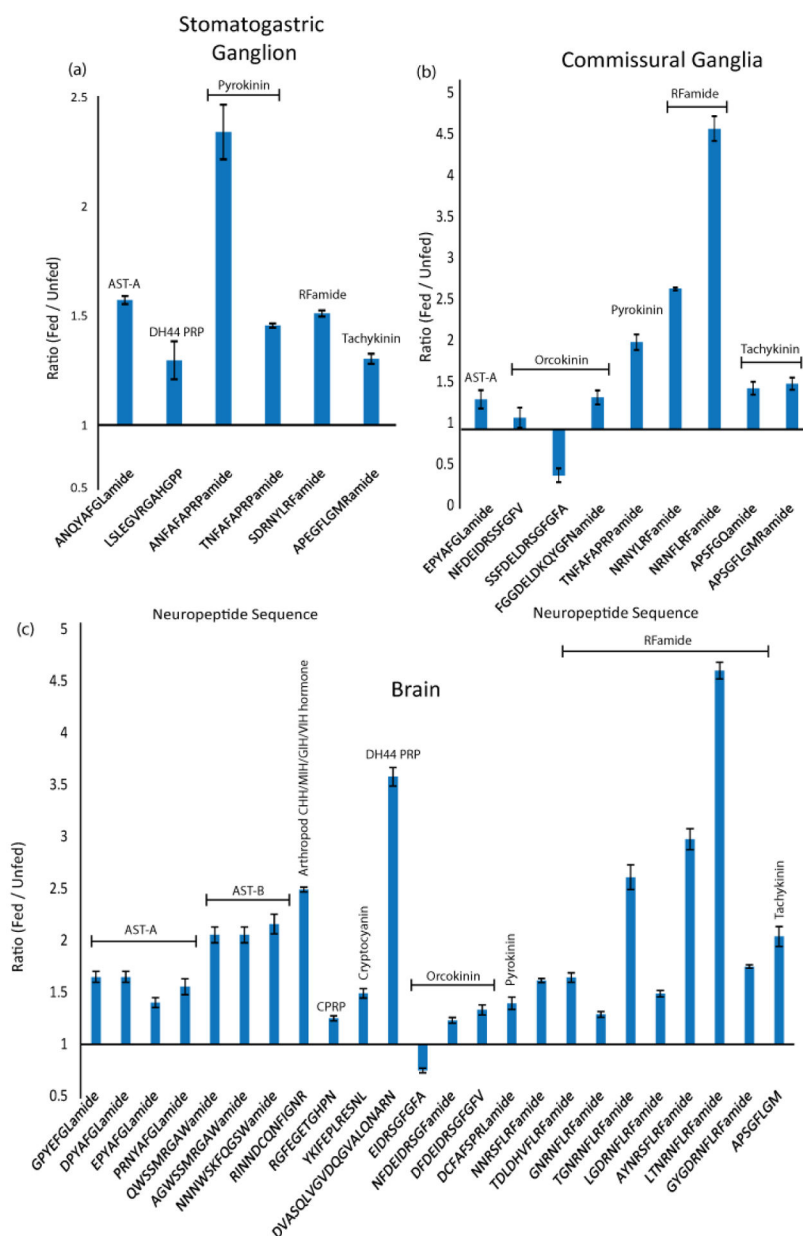 Stomatogastric
Ganglion
(a)
Pyrokinin
2.5
2
1.5
1
0.5
Ratio (Fed / Unfed)
AST-A
DH44 PRP
RFamide
Tachykinin
ANQYAFGLamide
LSLEGVRGAHGPP
ANFAFAPRPamide
TNFAFAPRPamide
SDRNYLRFamide
APEGFLGMRamide
Neuropeptide Sequence
Commissural Ganglia
(b)
5
4.5
4
3.5
3
2.5
2
1.5
1
0.5
0
Ratio (Fed / Unfed)
RFamide
Pyrokinin
Orcokinin
AST-A
Tachykinin
EPYAFGLamide
NFDEIDRSSFGFV
SSFDELDRSGFGFA
FGGDELDKQYGFNamide
TNFAFAPRPamide
NRNYLRFamide
NRNFLRFamide
APSFGQamide
APSGFLGMRamide
Neuropeptide Sequence
(c)
Brain
5
4.5
4
3.5
3
2.5
2
1.5
1
0.5
Ratio (Fed / Unfed)
AST-A
AST-B
Arthropod CHH/MIH/GIH/VIH hormone
CPRP
Cryptocyanin
DH44 PRP
Orcokinin
Pyrokinin
RFamide
Tachykinin
GPYEFGLamide
DPYAFGLamide
EPYAFGLamide
PRNYAFGLamide
QWSSMRGAWamide
AGWSSMRGAWamide
NNNWSKFQGSWamide
RINNDCQNFIGNR
RGFEGETGHPN
YKIFEPLRESNL
DVASQLVGVDQGVALQNARN
EIDRSGFGFA
NFDEIDRSGFamide
DFDEIDRSGFGFV
DCFAFSPRLamide
NNRSFLRFamide
TDLDHVFLRFamide
GNRNFLRFamide
TGNRNFLRFamide
LGDRNFLRFamide
AYNRSFLRFamide
LTNRNFLRFamide
GYGDRNFLRFamide
APSGFLGM